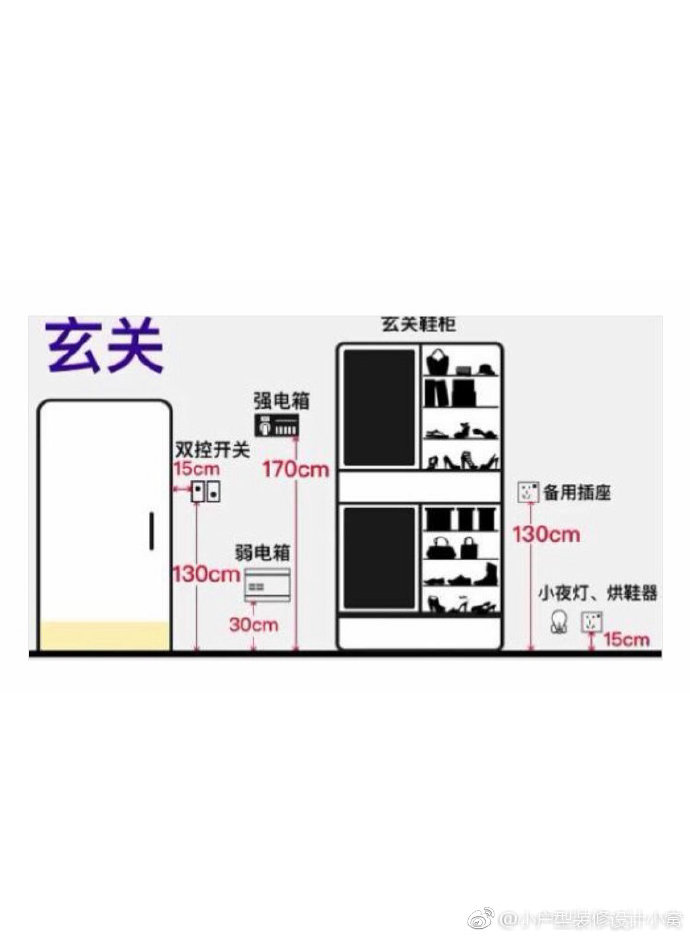 玄关
玄关鞋柜
强电箱
双控开关
15cm
170cm
备用插座
130cm
弱电箱
130cm
小夜灯、烘鞋器
30cm
15cm
@小户型装修设计小窝